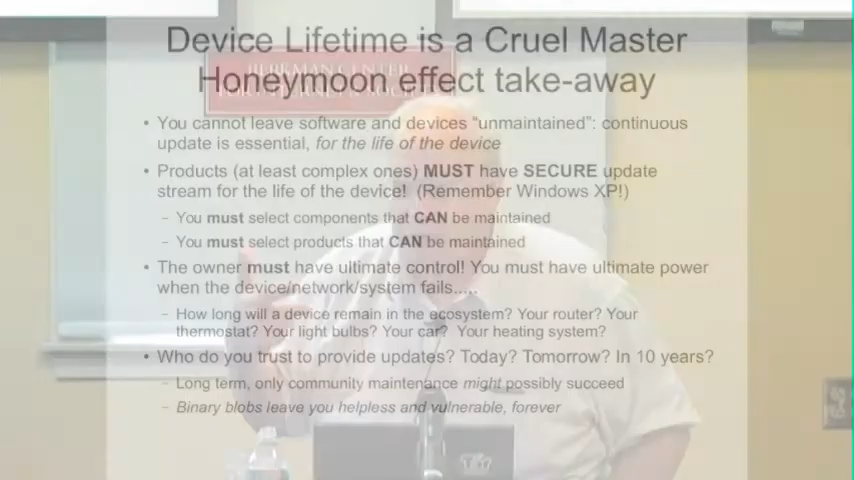 Device Lifetime is a Cruel Master
Honeymoon effect take-away
BERKMAN CENTER
FOR INTERNET & SOCIETY
• You cannot leave software and devices “unmaintained”: continuous
update is essential, for the life of the device
• Products (at least complex ones) MUST have SECURE update
stream for the life of the device! (Remember Windows XP!)
– You must select components that CAN be maintained
– You must select products that CAN be maintained
• The owner must have ultimate control! You must have ultimate power
when the device/network/system fails.....
– How long will a device remain in the ecosystem? Your router? Your
thermostat? Your light bulbs? Your car? Your heating system?
• Who do you trust to provide updates? Today? Tomorrow? In 10 years?
– Long term, only community maintenance might possibly succeed
– Binary blobs leave you helpless and vulnerable, forever